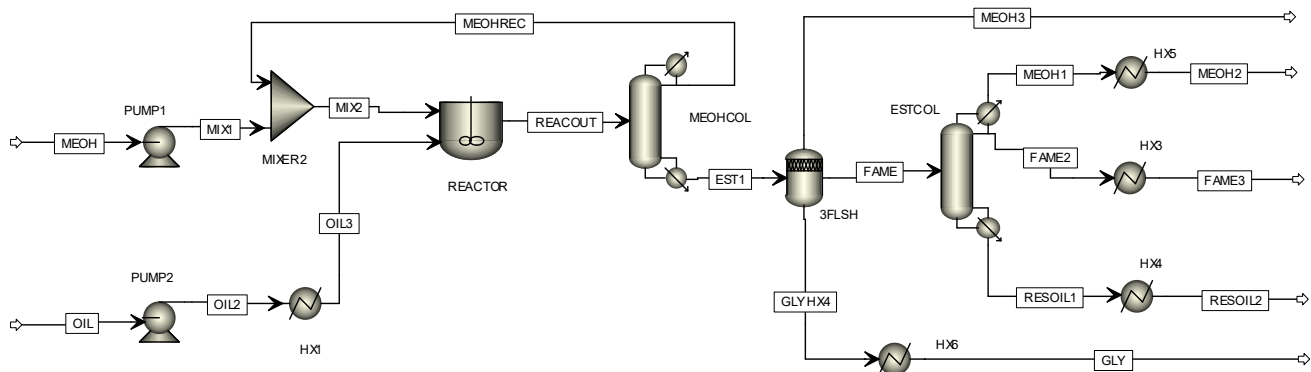 MEOHREC
MEOH3
HX5
PUMP1
MEOH1
MEOH2
MIX2
ESTCOL
MIX1
REACOUT
MEOHCOL
MEOH
HX3
MIXER2
FAME2
FAME
FAME3
REACTOR
EST1
3FLSH
OIL3
HX4
PUMP2
OIL2
GLYHX4
RESOIL1
RESOIL2
OIL
HX1
HX6
GLY